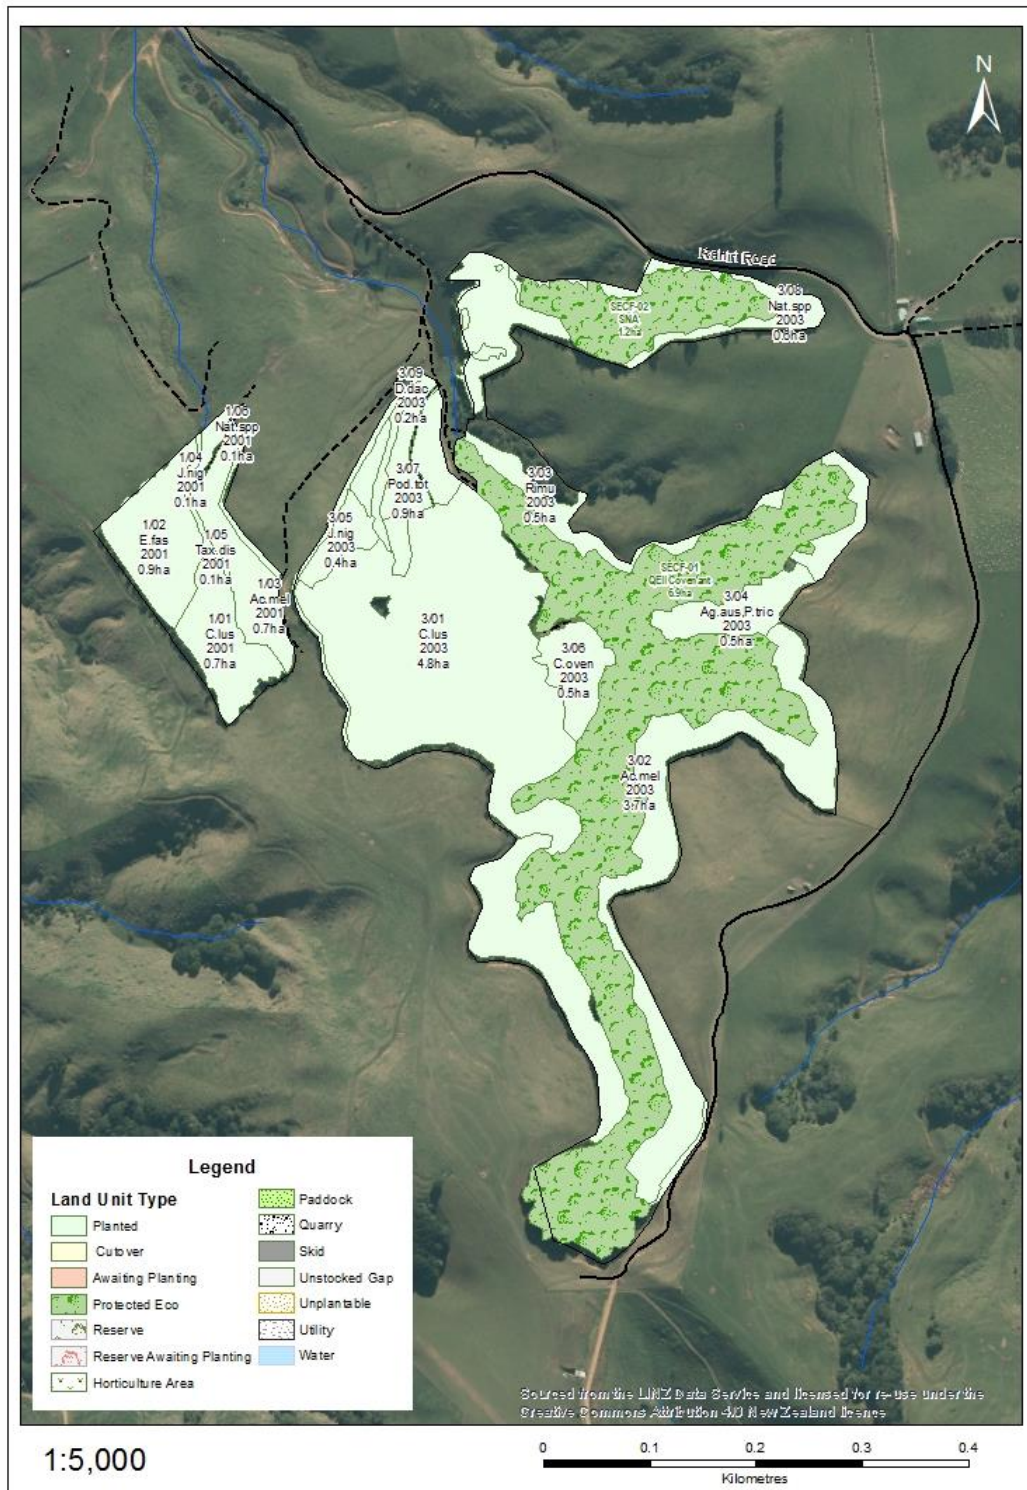 N
Kahiri Road
3/08
Nat.spp
2003
SECF-02
SNA
1.2ha
3/09
D.dac
2003
0.2ha
1/06
Nat.spp
2001
0.1ha
1/04
J.nig
2001
0.1ha
3/07
Pod.tot
2003
0.9ha
3/03
Rimu
2003
0.5ha
3/05
J.nig
2003
0.4ha
1/02
E.fas
2001
0.9ha
1/05
Tax.dis
2001
0.1ha
SECF-01
QEII Covenant
6.9ha
1/03
Ac.mel
2001
0.7ha
3/04
Ag.aus,P.tric
2003
0.5ha
1/01
C.lus
2001
0.7ha
3/01
C.lus
2003
4.8ha
3/06
C.oven
2003
0.5ha
3/02
Ac.mel
2003
3.7ha
Legend
Land Unit Type
Planted
Cutover
Awaiting Planting
Protected Eco
Reserve
Reserve Awaiting Planting
Horticulture Area
Paddock
Quarry
Skid
Unstocked Gap
Unplantable
Utility
Water
Sourced from the LINZ Data Service and licensed for re-use under the
Creative Commons Attribution 4.0 New Zealand licence
1:5,000
0 0.1 0.2 0.3 0.4
Kilometres